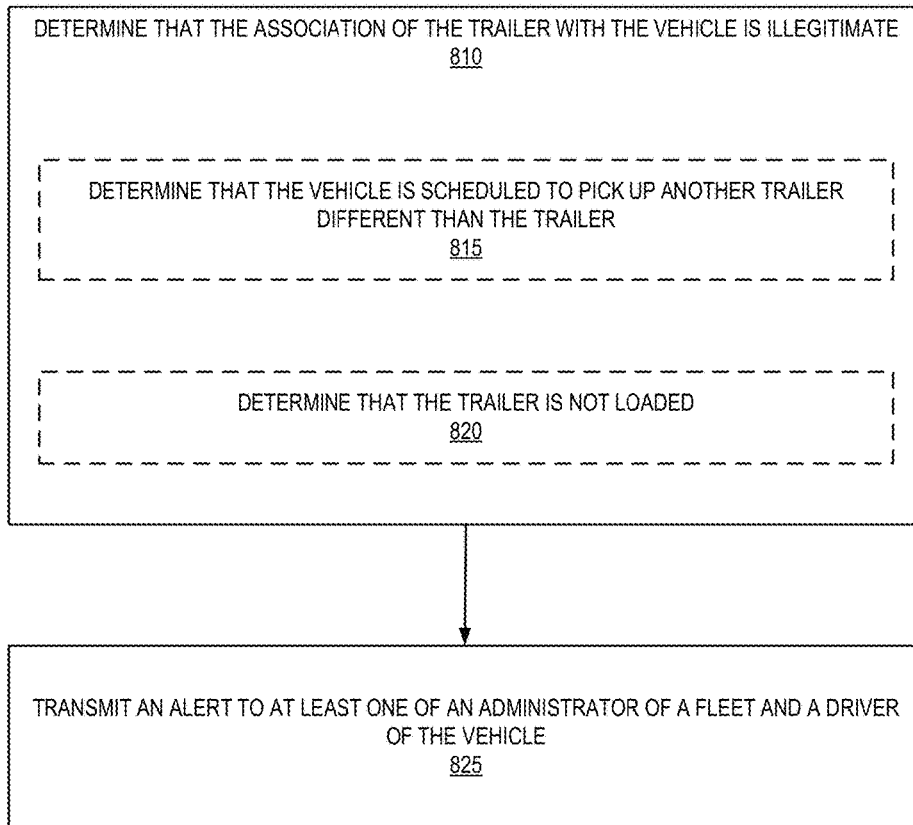 DETERMINE THAT THE ASSOCIATION OF THE TRAILER WITH THE VEHICLE IS ILLEGITIMATE
810
DETERMINE THAT THE VEHICLE IS SCHEDULED TO PICK UP ANOTHER TRAILER
DIFFERENT THAN THE TRAILER
815
DETERMINE THAT THE TRAILER IS NOT LOADED
820
TRANSMIT AN ALERT TO AT LEAST ONE OF AN ADMINISTRATOR OF A FLEET AND A DRIVER
OF THE VEHICLE
825